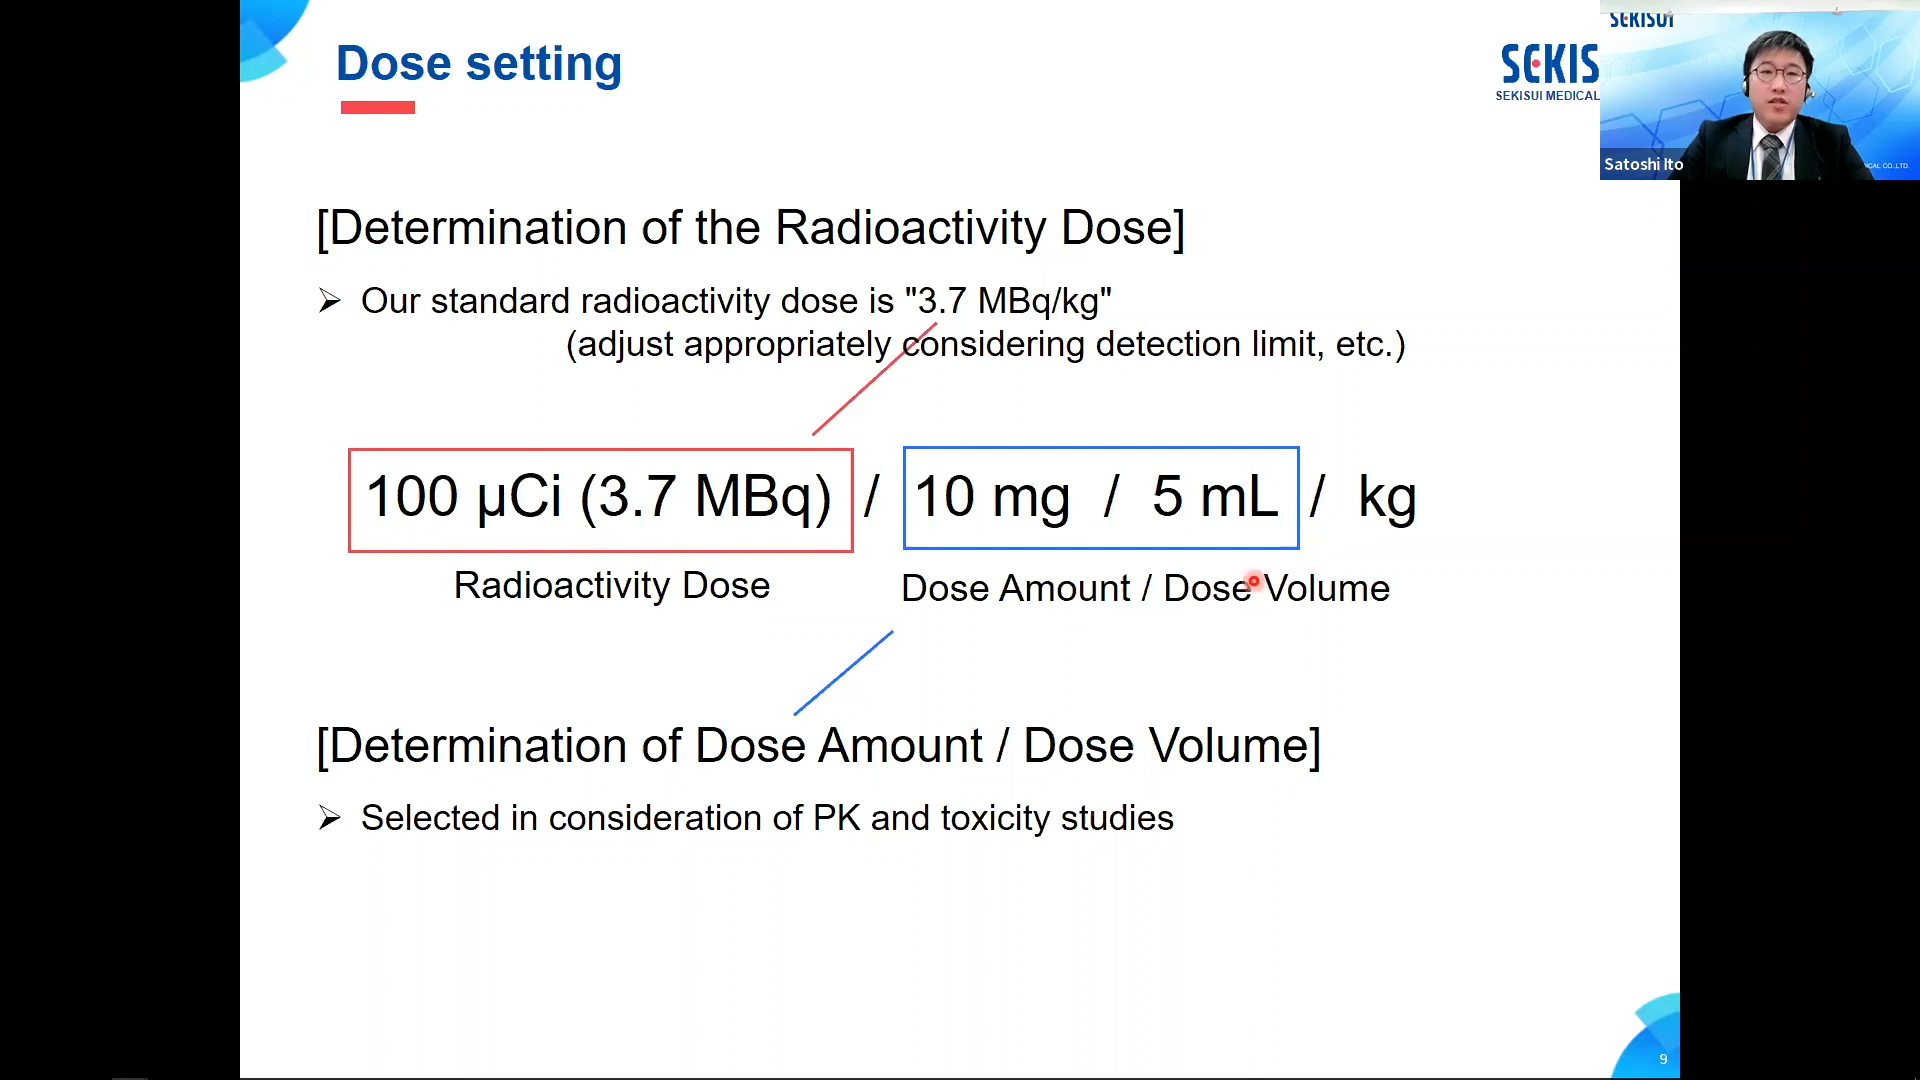 Dose setting
SEKIS
SEKISUI MEDICAL
SEKISUI
Satoshi Ito
ICAL CO.,LTD.
[Determination of the Radioactivity Dose]
➢ Our standard radioactivity dose is "3.7 MBq/kg"
(adjust appropriately considering detection limit, etc.)
100 µCi (3.7 MBq) / 10 mg / 5 mL / kg
Radioactivity Dose
Dose Amount / Dose Volume
[Determination of Dose Amount / Dose Volume]
➢ Selected in consideration of PK and toxicity studies
9